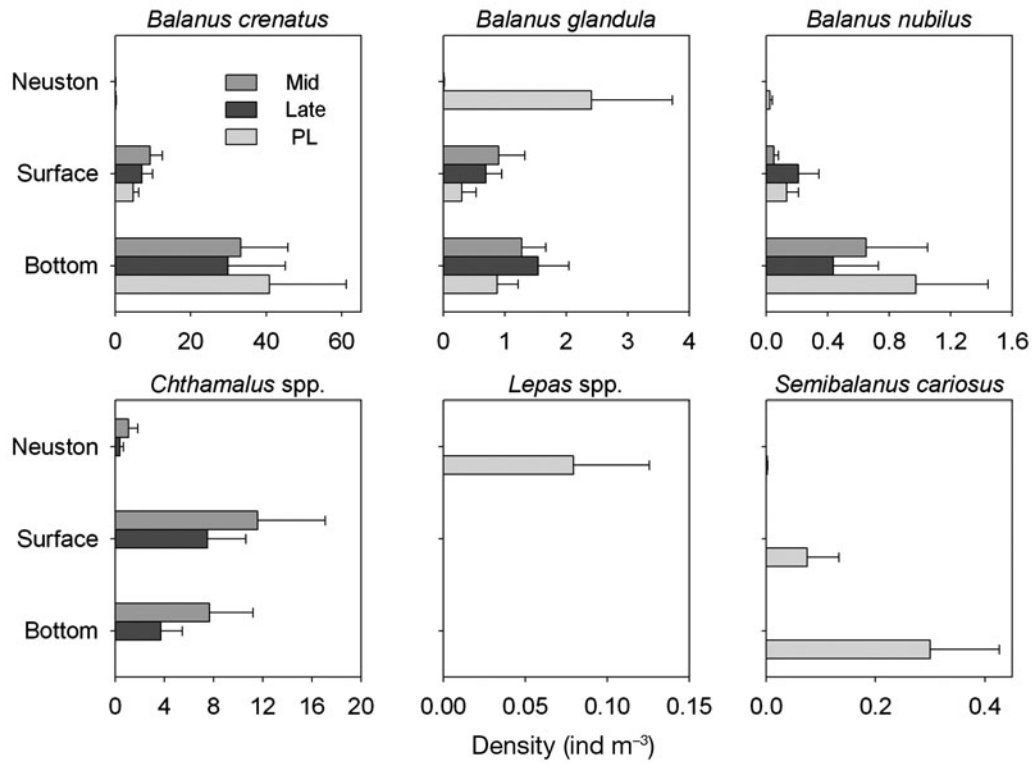 Balanus crenatus Balanus glandula Balanus nubilus
Neuston
Mid
Late
PL
Surface
Bottom
0 20 40 60 0 1 2 3 4 0.0 0.4 0.8 1.2 1.6
Chthamalus spp. Lepas spp. Semibalanus cariosus
Neuston
Surface
Bottom
0 4 8 12 16 20 0.00 0.05 0.10 0.15 0.0 0.2 0.4
Density (ind m⁻³)